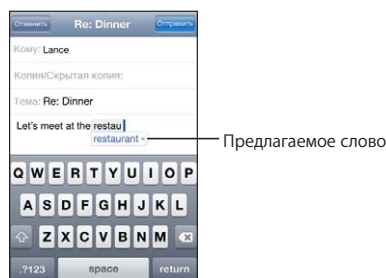 Отменить Re: Dinner Отправить
Кому: Lance
Копия/Скрытая копия:
Тема: Re: Dinner
Let's meet at the restau
restaurant ×
Предлагаемое слово
Q W E R T Y U I O P
A S D F G H J K L
Z X C V B N M
.?123 space return